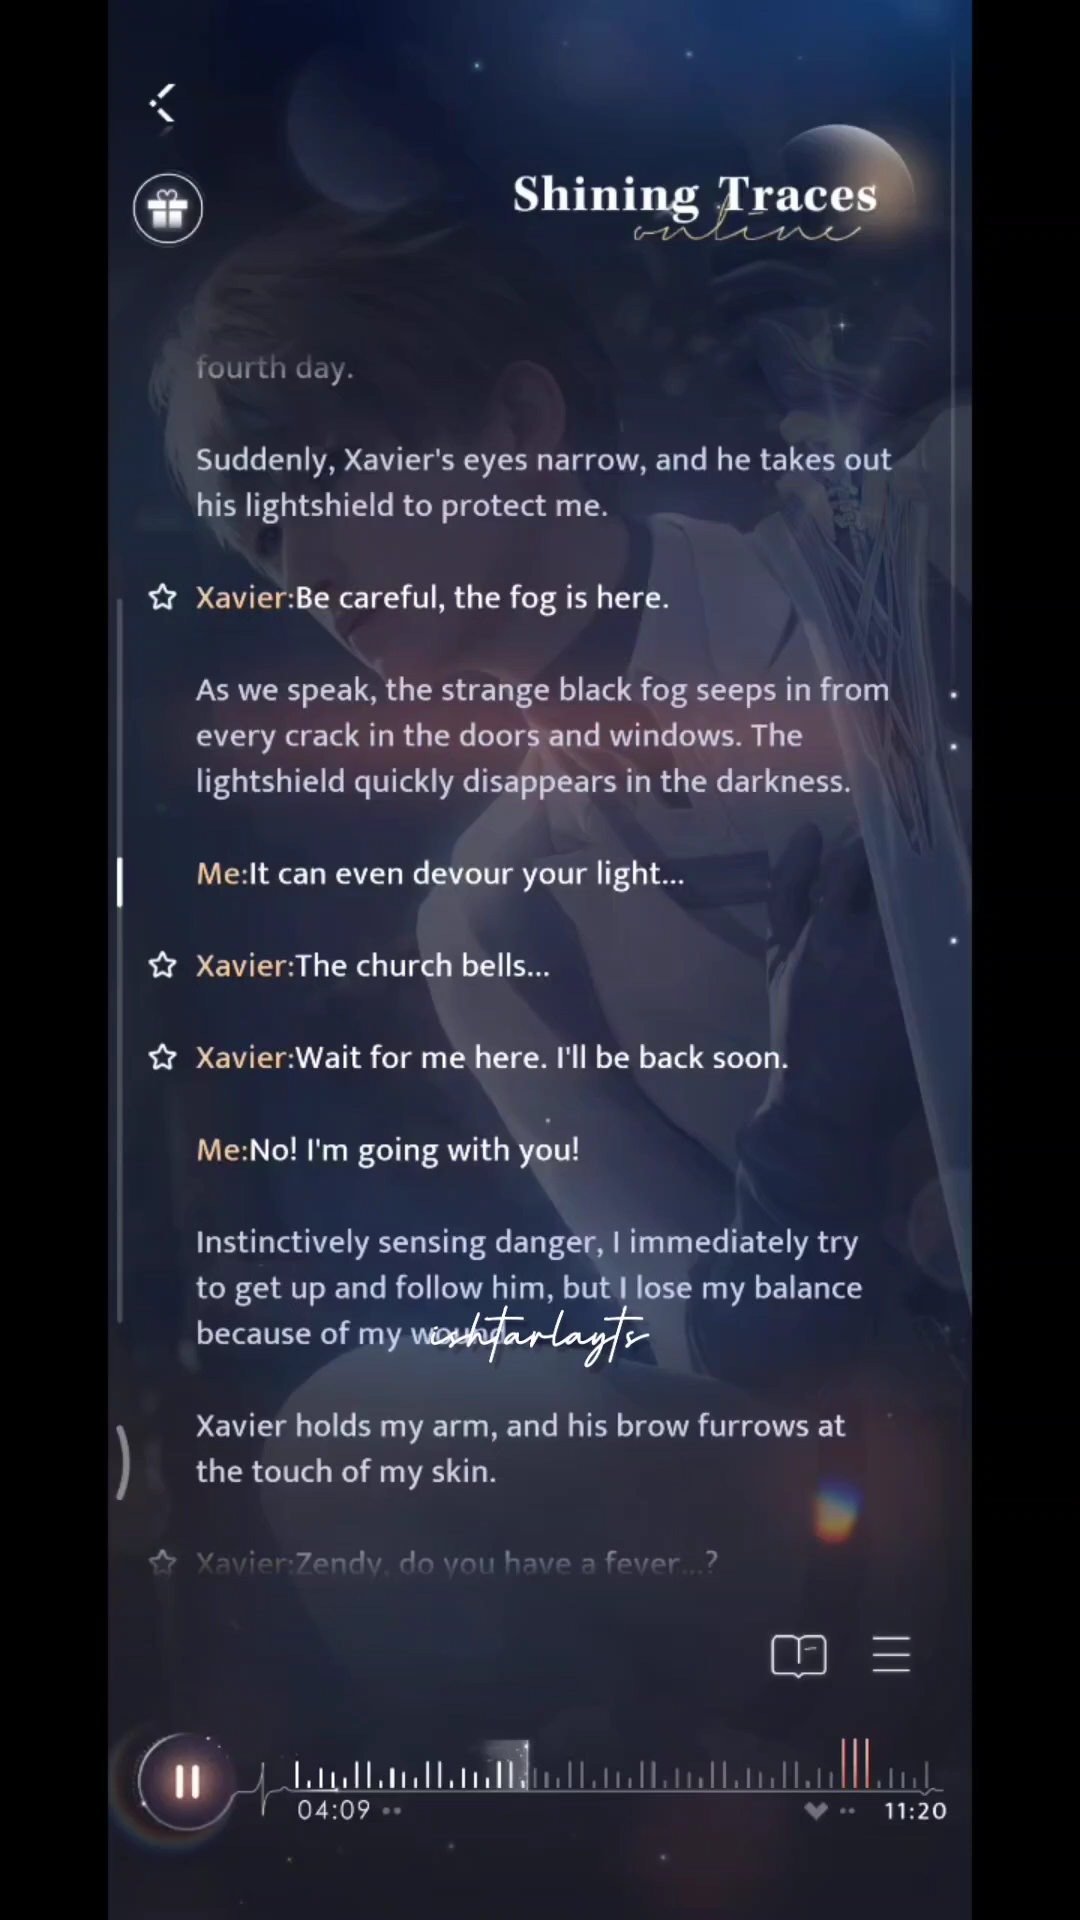 Shining Traces
online
fourth day.
Suddenly, Xavier's eyes narrow, and he takes out
his lightshield to protect me.
Xavier:Be careful, the fog is here.
As we speak, the strange black fog seeps in from
every crack in the doors and windows. The
lightshield quickly disappears in the darkness.
Me:It can even devour your light...
Xavier:The church bells...
Xavier:Wait for me here. I'll be back soon.
Me:No! I'm going with you!
Instinctively sensing danger, I immediately try
to get up and follow him, but I lose my balance
because of my wound.
ishtarlayts
Xavier holds my arm, and his brow furrows at
the touch of my skin.
Xavier:Zendy, do you have a fever...?
04:09
11:20